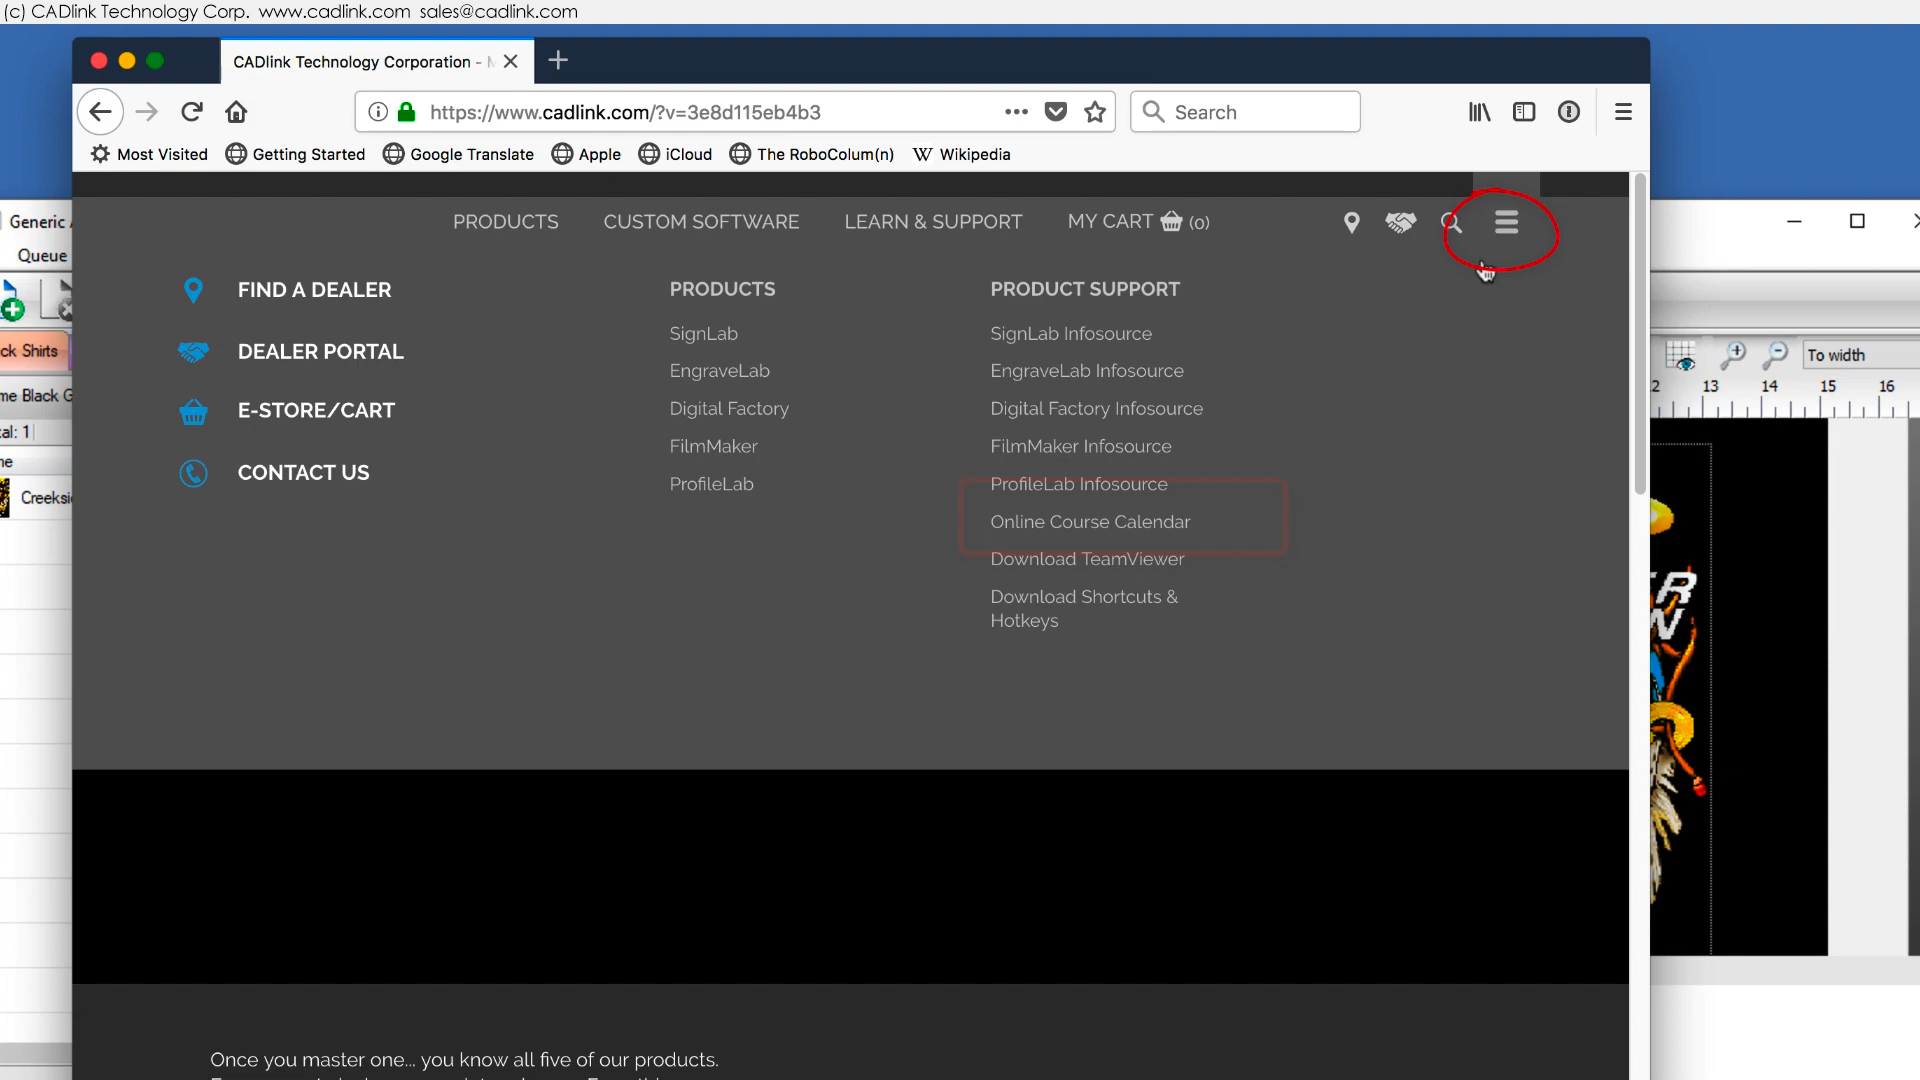 (c) CADlink Technology Corp. www.cadlink.com sales@cadlink.com
CADlink Technology Corporation -
https://www.cadlink.com/?v=3e8d115eb4b3
Search
Most Visited Getting Started Google Translate Apple iCloud The RoboColum(n) W Wikipedia
PRODUCTS CUSTOM SOFTWARE LEARN & SUPPORT MY CART (0)
FIND A DEALER
DEALER PORTAL
E-STORE/CART
CONTACT US
PRODUCTS
SignLab
EngraveLab
Digital Factory
FilmMaker
ProfileLab
PRODUCT SUPPORT
SignLab Infosource
EngraveLab Infosource
Digital Factory Infosource
FilmMaker Infosource
ProfileLab Infosource
Online Course Calendar
Download TeamViewer
Download Shortcuts &
Hotkeys
Once you master one... you know all five of our products.
Generic
Queue
ck Shirts
me Black G
tal: 1
me
Creeksi
To width
12 13 14 15 16